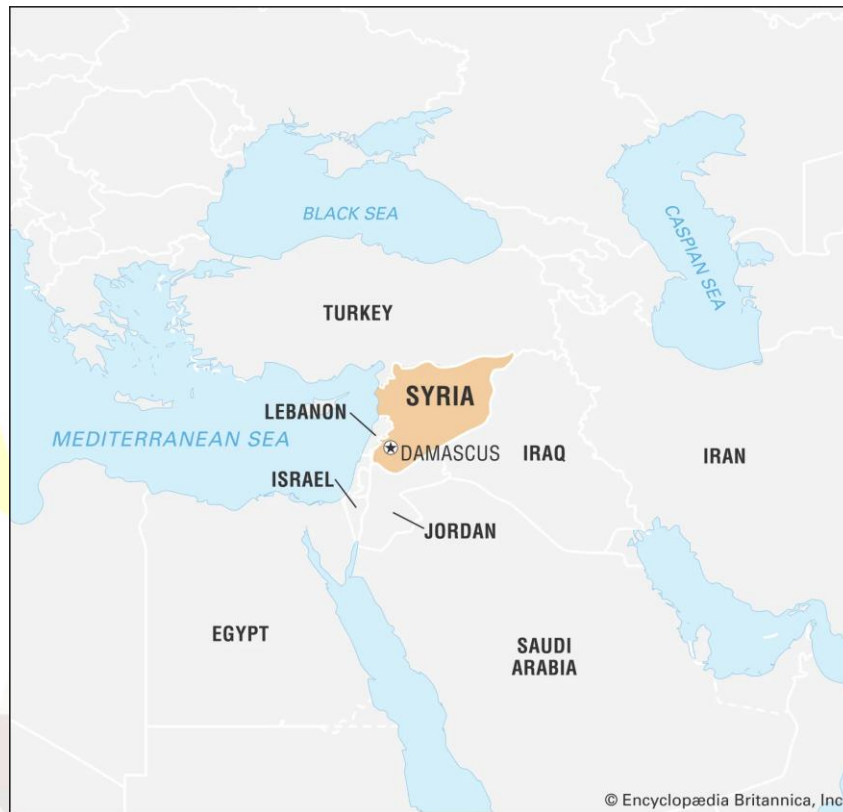 BLACK SEA
CASPIAN SEA
TURKEY
SYRIA
LEBANON
MEDITERRANEAN SEA
DAMASCUS
IRAQ
IRAN
ISRAEL
JORDAN
EGYPT
SAUDI
ARABIA
© Encyclopædia Britannica, Inc